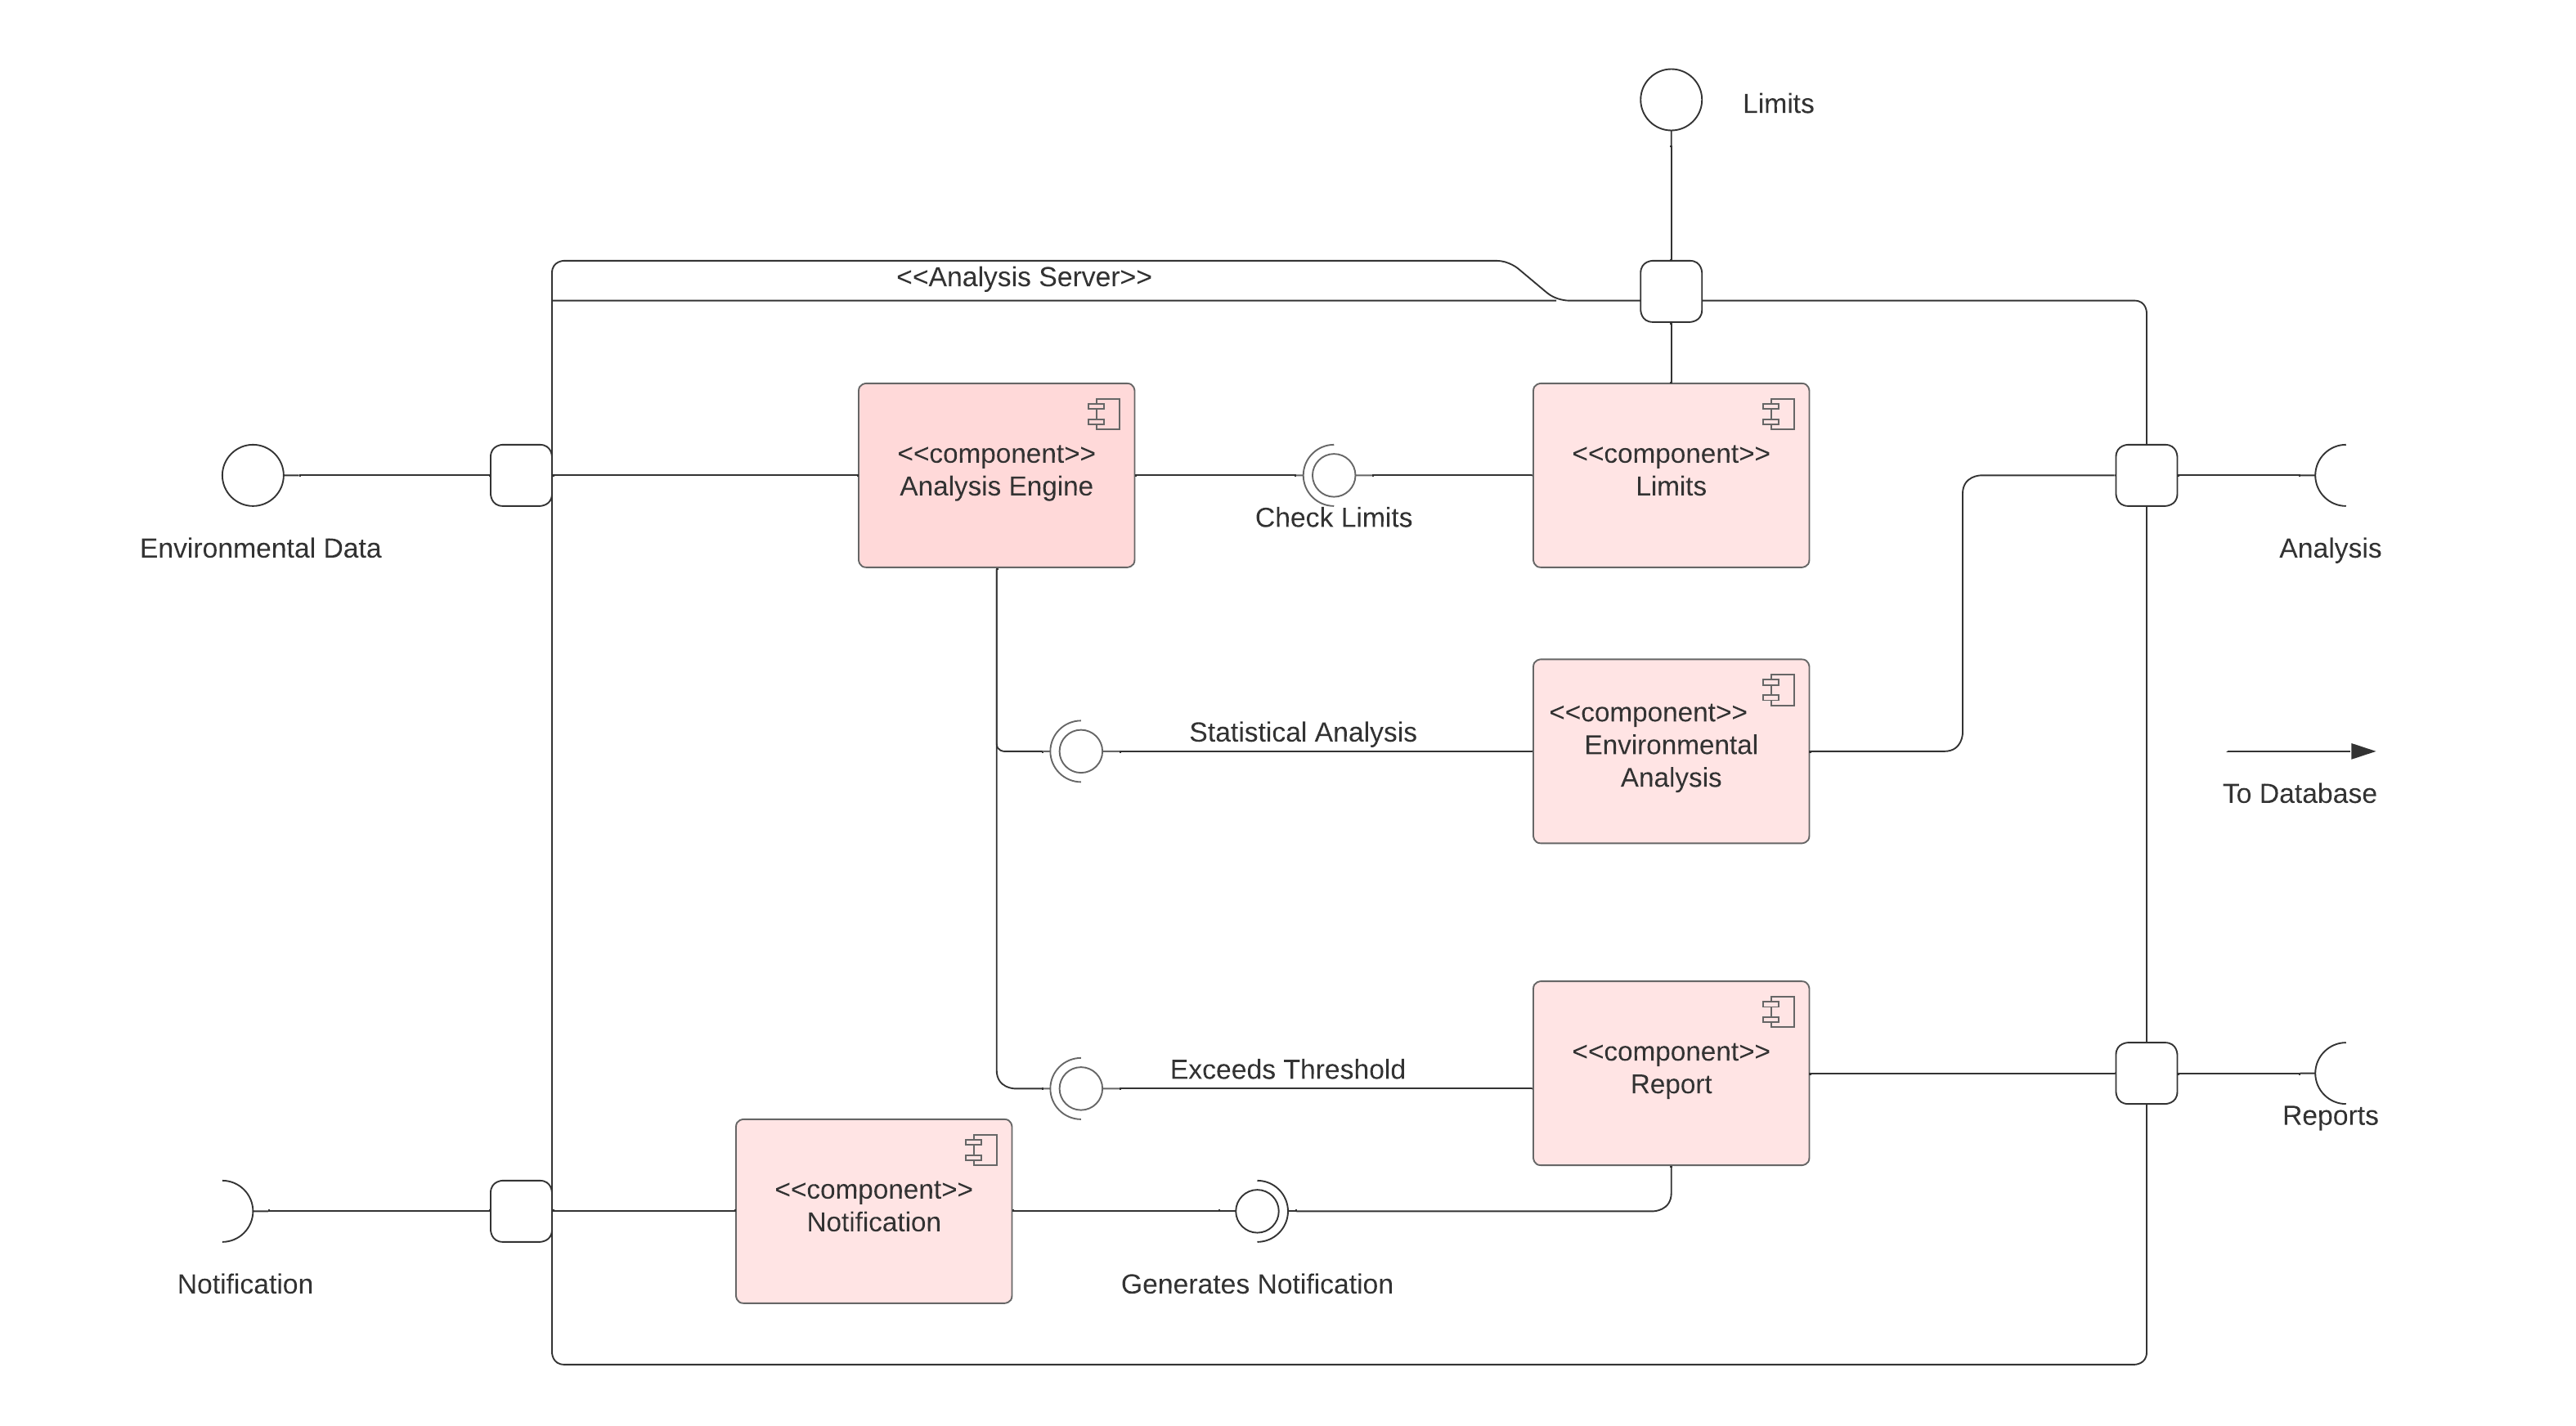 Limits
<<Analysis Server>>
<<component>>
Analysis Engine
Check Limits
<<component>>
Limits
Environmental Data
Analysis
Statistical Analysis
<<component>>
Environmental
Analysis
To Database
Exceeds Threshold
<<component>>
Report
Reports
<<component>>
Notification
Notification
Generates Notification